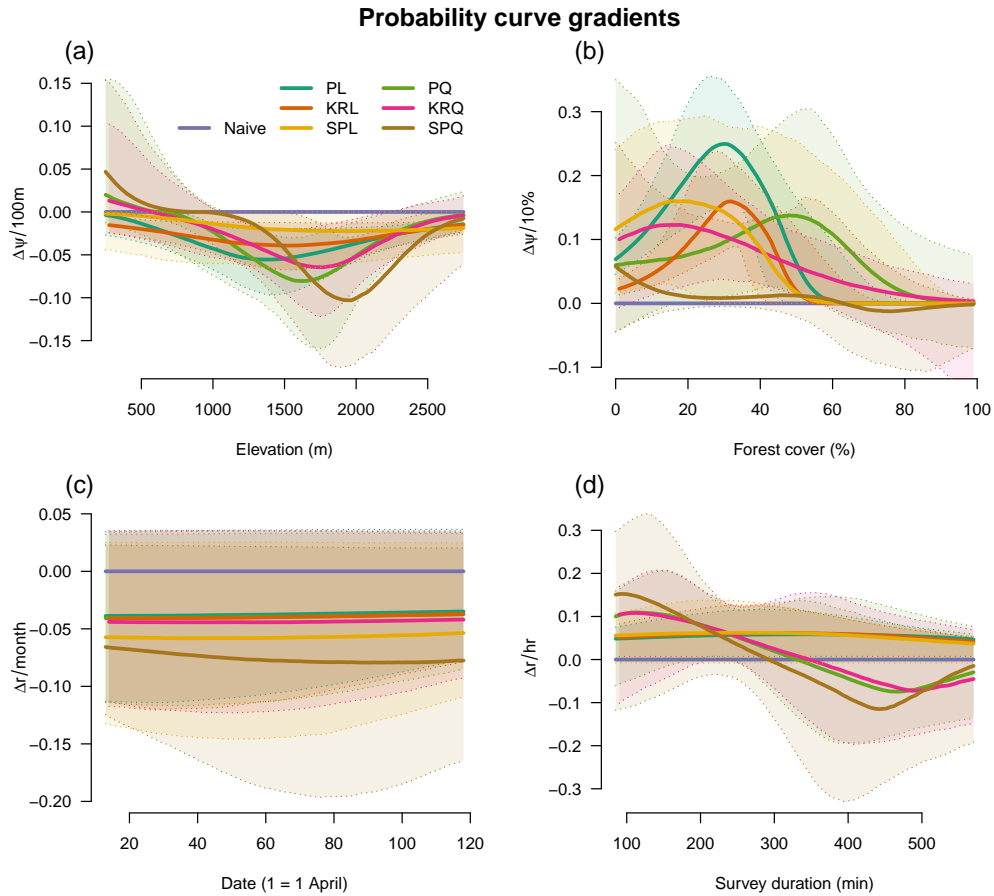 Probability curve gradients
(a)
0.15
0.10
0.05
0.00
−0.05
−0.10
−0.15
Δψ/100m
Naive
PL
KRL
SPL
PQ
KRQ
SPQ
500 1000 1500 2000 2500
Elevation (m)
(b)
0.3
0.2
0.1
0.0
−0.1
Δψ/10%
0 20 40 60 80 100
Forest cover (%)
(c)
0.05
0.00
−0.05
−0.10
−0.15
−0.20
Δr/month
20 40 60 80 100 120
Date (1 = 1 April)
(d)
0.3
0.2
0.1
0.0
−0.1
−0.2
−0.3
Δr/hr
100 200 300 400 500
Survey duration (min)